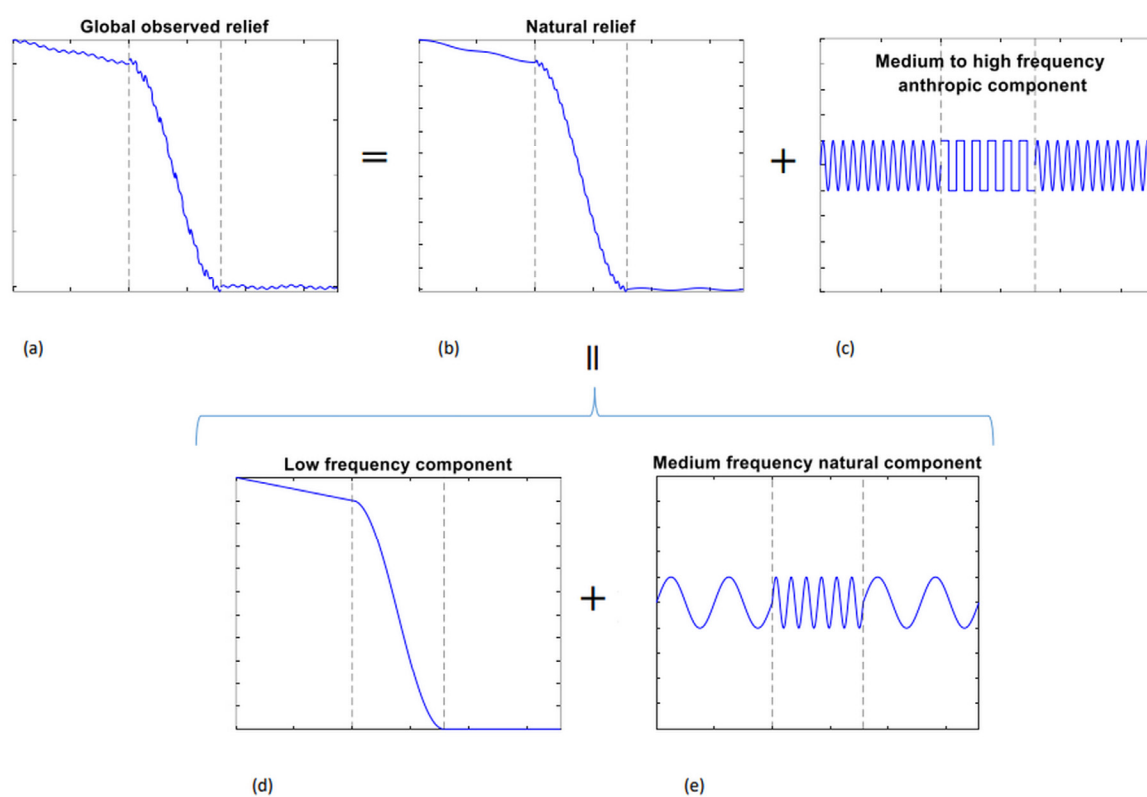 Global observed relief
Natural relief
Medium to high frequency
anthropic component
=
+
(a)
(b)
(c)
=
Low frequency component
Medium frequency natural component
+
(d)
(e)